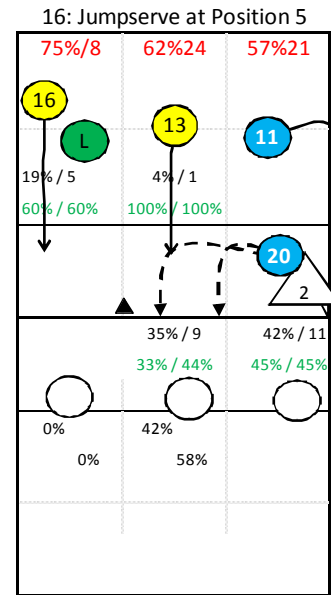 16: Jumpserve at Position 5
75%/8 62%24 57%21
16
L
13
11
19% / 5 4% / 1
60% / 60% 100% / 100%
20
2
35% / 9 42% / 11
33% / 44% 45% / 45%
0% 42%
0% 58%